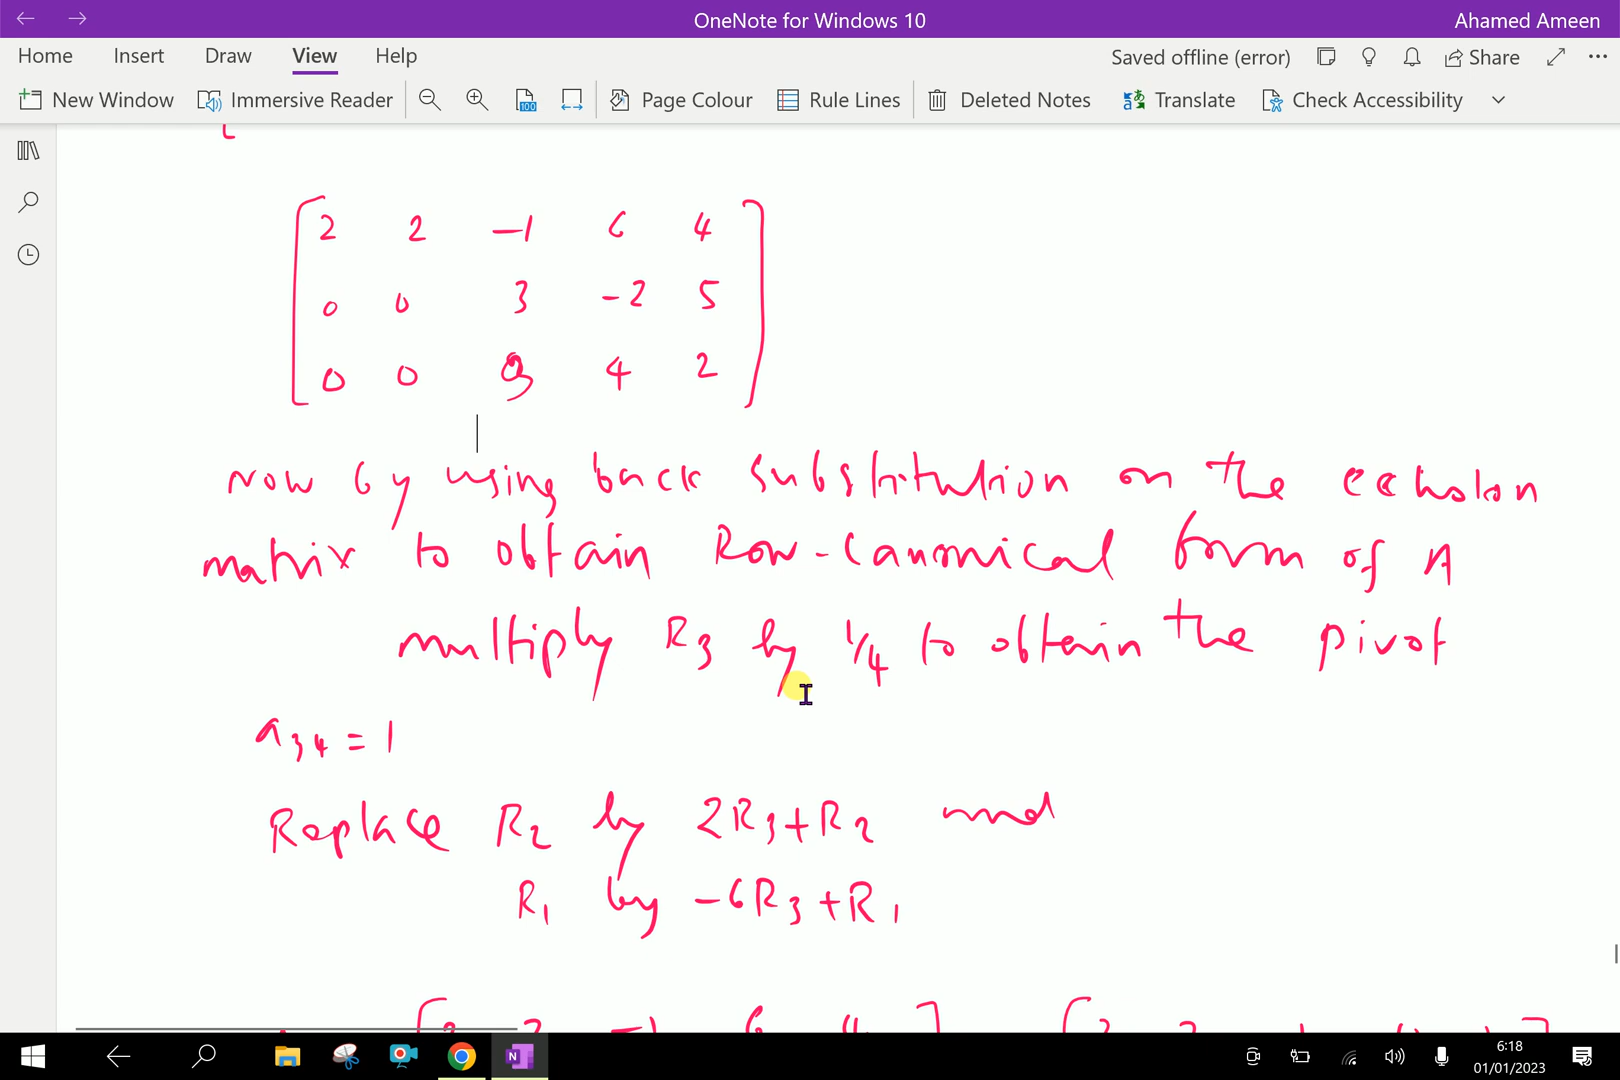 OneNote for Windows 10
Ahamed Ameen
Home Insert Draw View Help
Saved offline (error) Share
New Window Immersive Reader Page Colour Rule Lines Deleted Notes Translate Check Accessibility
2 2 -1 6 4
0 0 3 -2 5
0 0 0 4 2
Now by using back substitution on the echolon
matrix to obtain Row-Canonical form of A
multiply R3 by 1/4 to obtain the pivot
a34 = 1
Replace R2 by 2R3+R2 and
R1 by -6R3+R1
6:18
01/01/2023